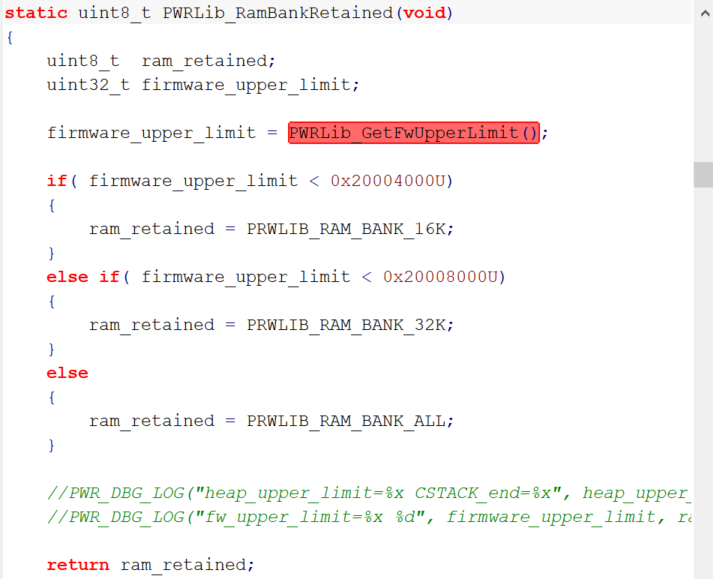 static uint8_t PWRLib_RamBankRetained(void)
{
    uint8_t  ram_retained;
    uint32_t firmware_upper_limit;
    firmware_upper_limit = PWRLib_GetFwUpperLimit();
    if( firmware_upper_limit < 0x20004000U)
    {
        ram_retained = PRWLIB_RAM_BANK_16K;
    }
    else if( firmware_upper_limit < 0x20008000U)
    {
        ram_retained = PRWLIB_RAM_BANK_32K;
    }
    else
    {
        ram_retained = PRWLIB_RAM_BANK_ALL;
    }
    //PWR_DBG_LOG("heap_upper_limit=%x CSTACK_end=%x", heap_upper_
    //PWR_DBG_LOG("fw_upper_limit=%x %d", firmware_upper_limit,
    return ram_retained;